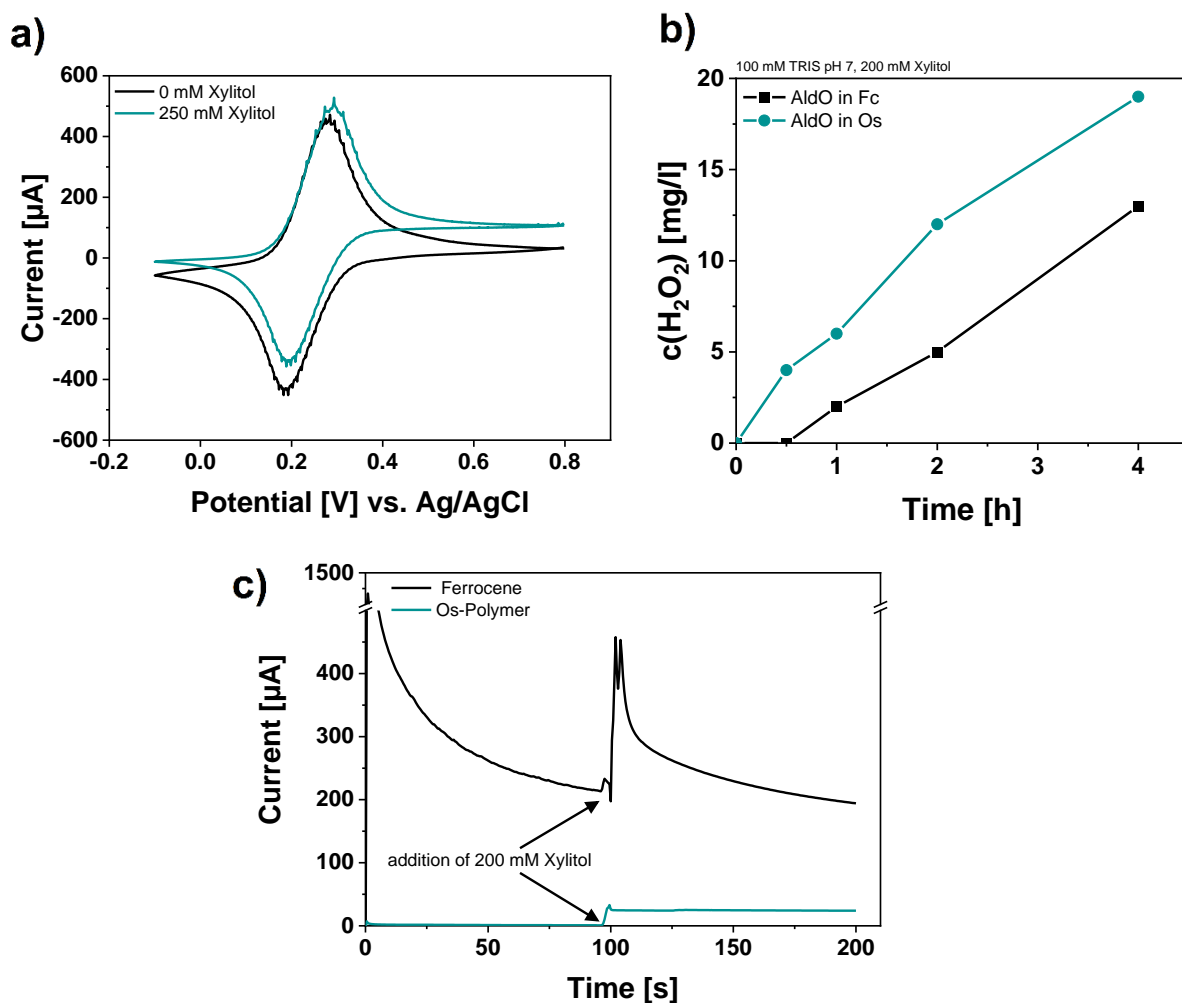 a)
600
400
200
0
-200
-400
-600
Current [µA]
0 mM Xylitol
250 mM Xylitol
-0.2 0.0 0.2 0.4 0.6 0.8
Potential [V] vs. Ag/AgCl
b)
100 mM TRIS pH 7, 200 mM Xylitol
20
15
10
5
0
c(H₂O₂) [mg/l]
AldO in Fc
AldO in Os
0 1 2 3 4
Time [h]
c)
1500
400
300
200
100
0
Current [µA]
Ferrocene
Os-Polymer
addition of 200 mM Xylitol
0 50 100 150 200
Time [s]